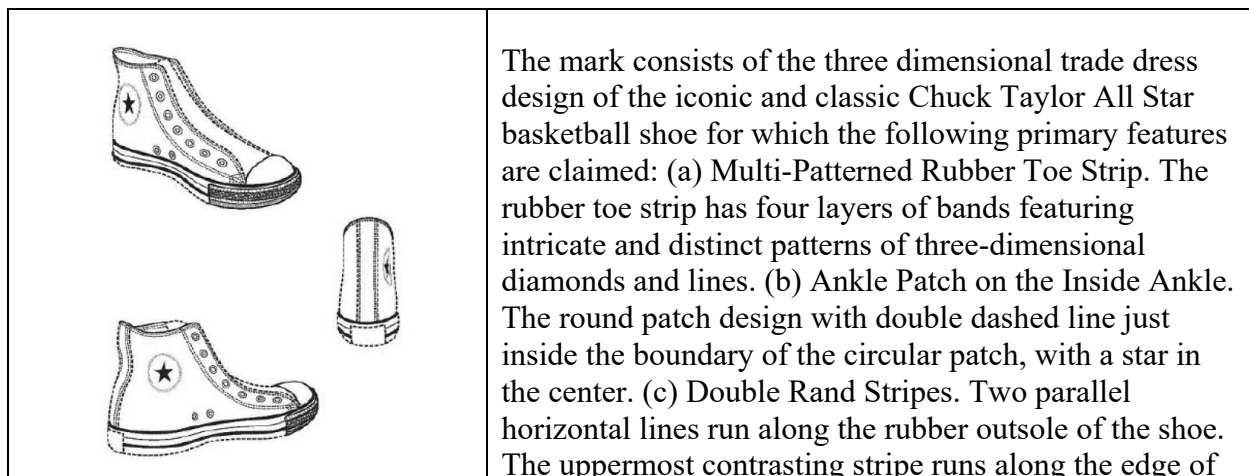 The mark consists of the three dimensional trade dress
design of the iconic and classic Chuck Taylor All Star
basketball shoe for which the following primary features
are claimed: (a) Multi-Patterned Rubber Toe Strip. The
rubber toe strip has four layers of bands featuring
intricate and distinct patterns of three-dimensional
diamonds and lines. (b) Ankle Patch on the Inside Ankle.
The round patch design with double dashed line just
inside the boundary of the circular patch, with a star in
the center. (c) Double Rand Stripes. Two parallel
horizontal lines run along the rubber outsole of the shoe.
The uppermost contrasting stripe runs along the edge of